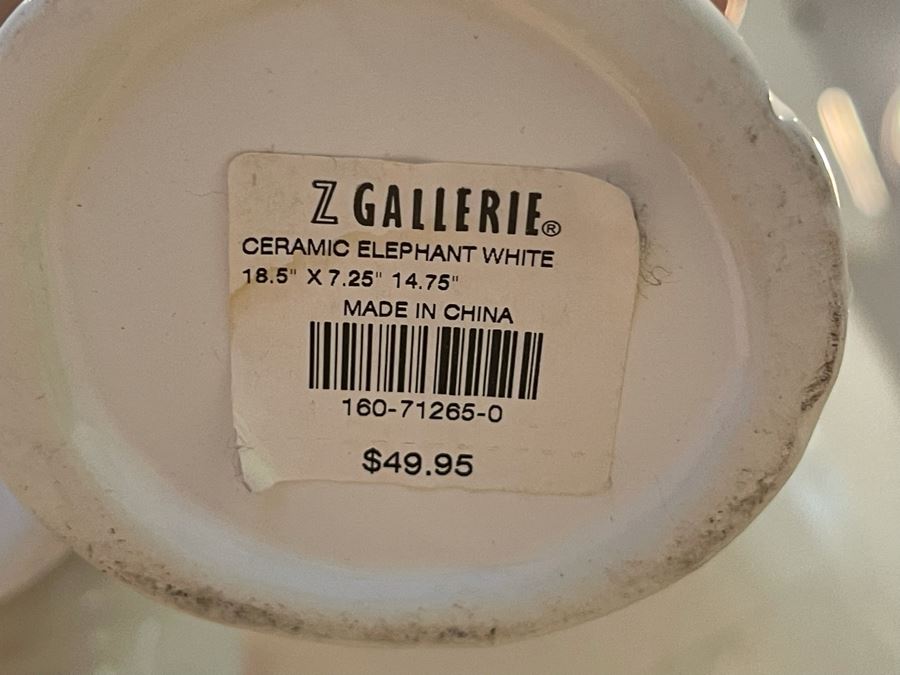 Z GALLERIE®
CERAMIC ELEPHANT WHITE
18.5" X 7.25" 14.75"
MADE IN CHINA
160-71265-0
$49.95